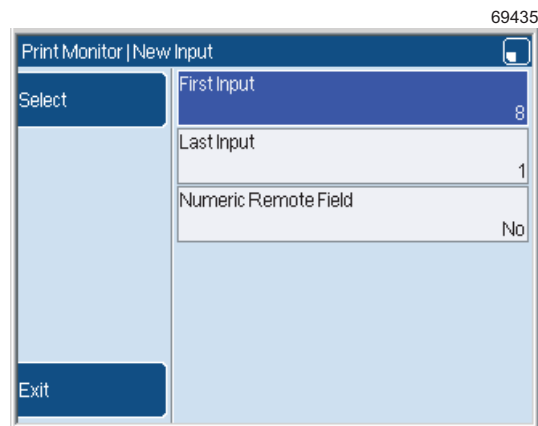 69435
Print Monitor | New Input
Select
First Input
8
Last Input
1
Numeric Remote Field
No
Exit